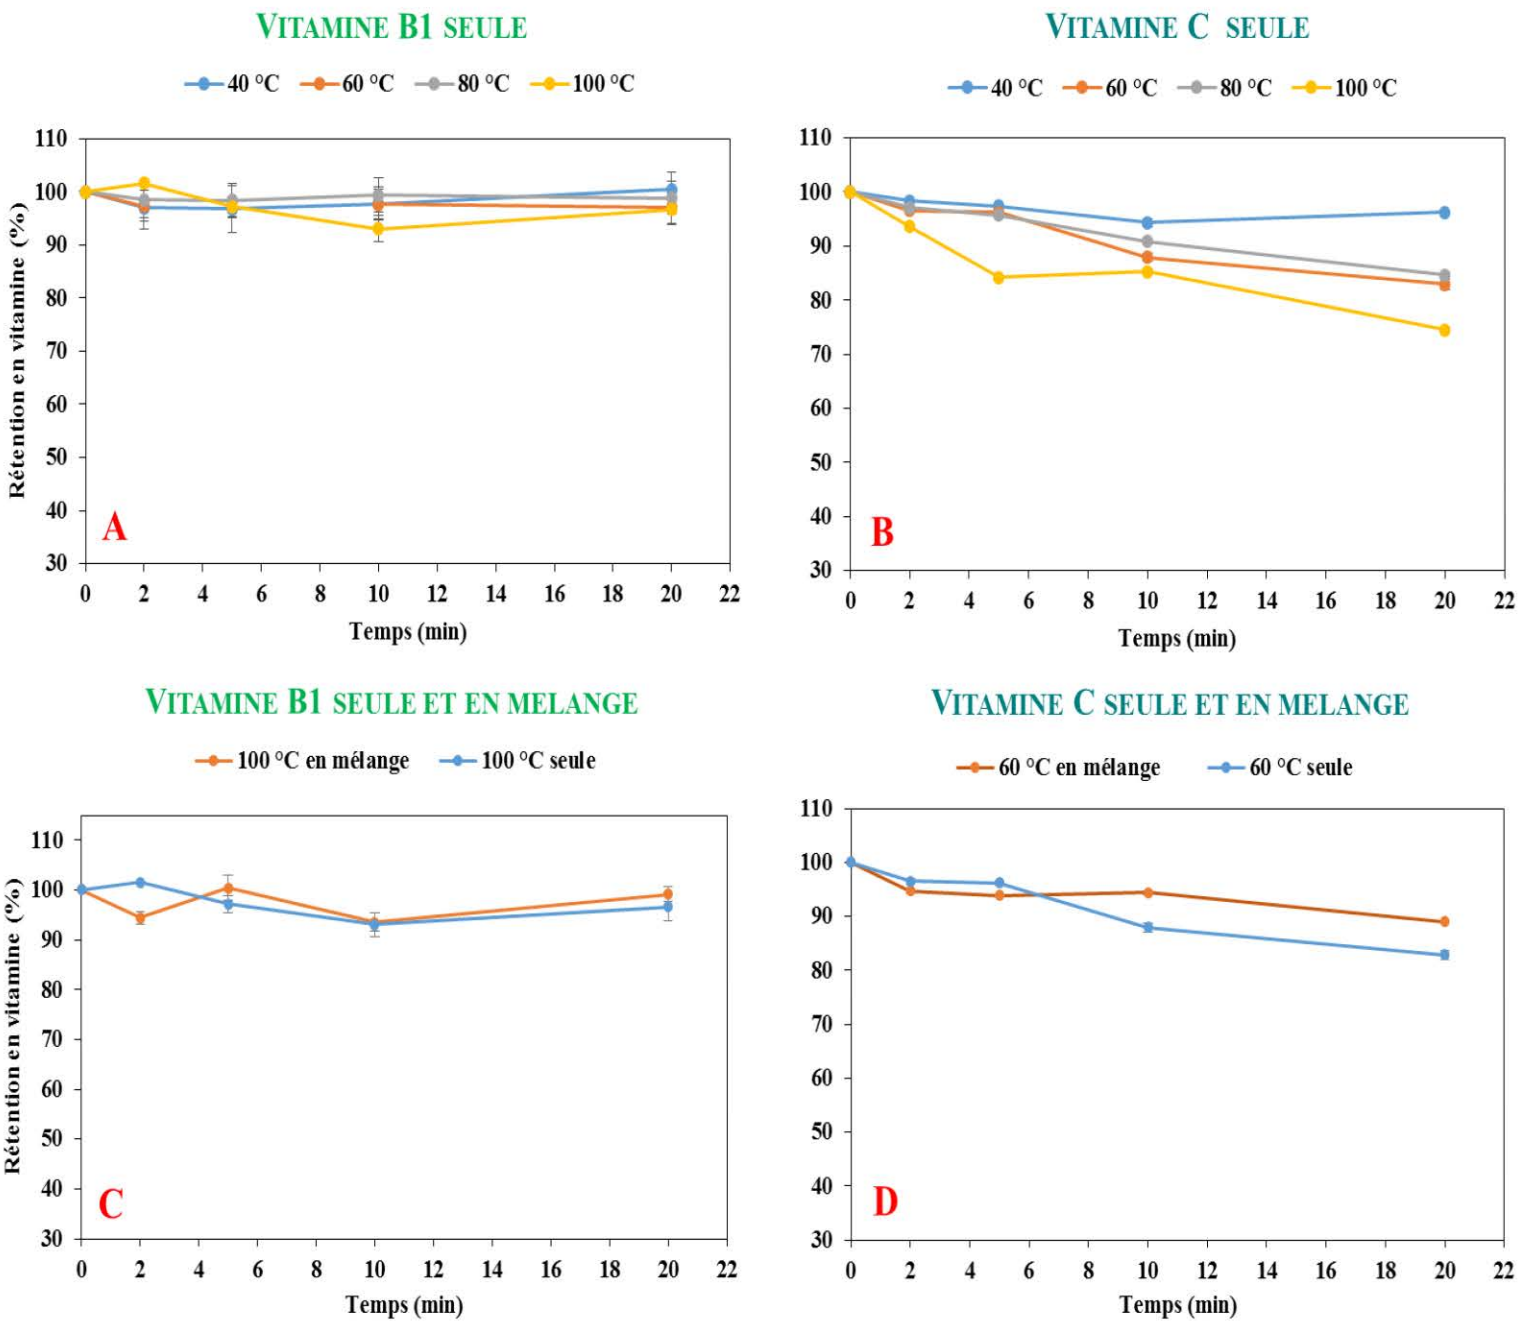 VITAMINE B1 SEULE
40 °C 60 °C 80 °C 100 °C
110
100
90
80
70
60
50
40
30
Rétention en vitamine (%)
A
0 2 4 6 8 10 12 14 16 18 20 22
Temps (min)
VITAMINE C SEULE
40 °C 60 °C 80 °C 100 °C
110
100
90
80
70
60
50
40
30
B
0 2 4 6 8 10 12 14 16 18 20 22
Temps (min)
VITAMINE B1 SEULE ET EN MELANGE
100 °C en mélange 100 °C seule
110
100
90
80
70
60
50
40
30
Rétention en vitamine (%)
C
0 2 4 6 8 10 12 14 16 18 20 22
Temps (min)
VITAMINE C SEULE ET EN MELANGE
60 °C en mélange 60 °C seule
110
100
90
80
70
60
50
40
30
D
0 2 4 6 8 10 12 14 16 18 20 22
Temps (min)